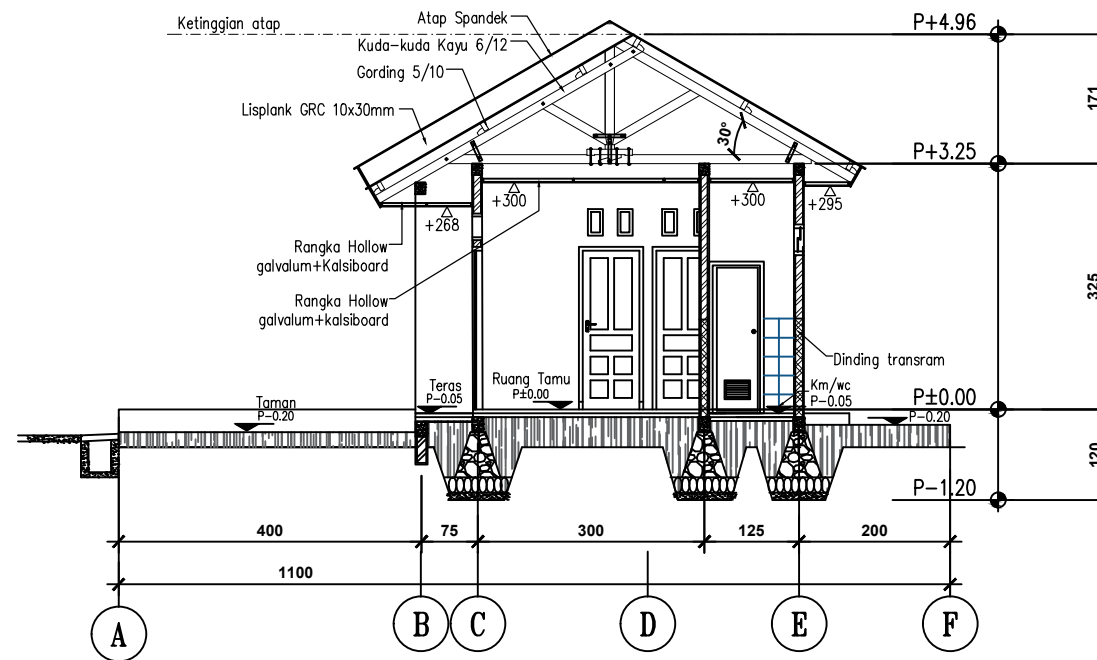 Ketinggian atap
Atap Spandek
Kuda-kuda Kayu 6/12
Gording 5/10
Lisplank GRC 10x30mm
P+4.96
171
30°
P+3.25
+268
+300
+300
+295
Rangka Hollow
galvalum+Kalsiboard
Rangka Hollow
galvalum+kalsiboard
325
Dinding transram
Taman
P-0.20
Teras
P-0.05
Ruang Tamu
P±0.00
Km/wc
P-0.05
P-0.20
P±0.00
120
P-1.20
400
75
300
125
200
1100
A
B
C
D
E
F